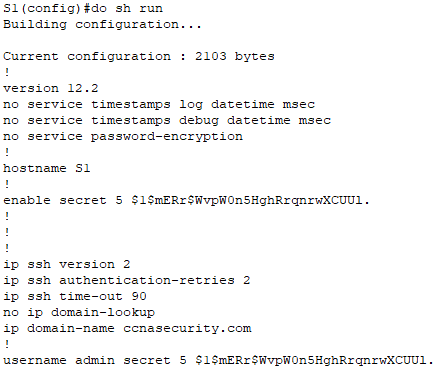 S1(config)#do sh run
Building configuration...
Current configuration : 2103 bytes
!
version 12.2
no service timestamps log datetime msec
no service timestamps debug datetime msec
no service password-encryption
!
hostname S1
!
enable secret 5 $1$mERr$WvpW0n5HghRrqnrwXCUUl.
!
!
!
ip ssh version 2
ip ssh authentication-retries 2
ip ssh time-out 90
no ip domain-lookup
ip domain-name ccnasecurity.com
!
username admin secret 5 $1$mERr$WvpW0n5HghRrqnrwXCUUl.